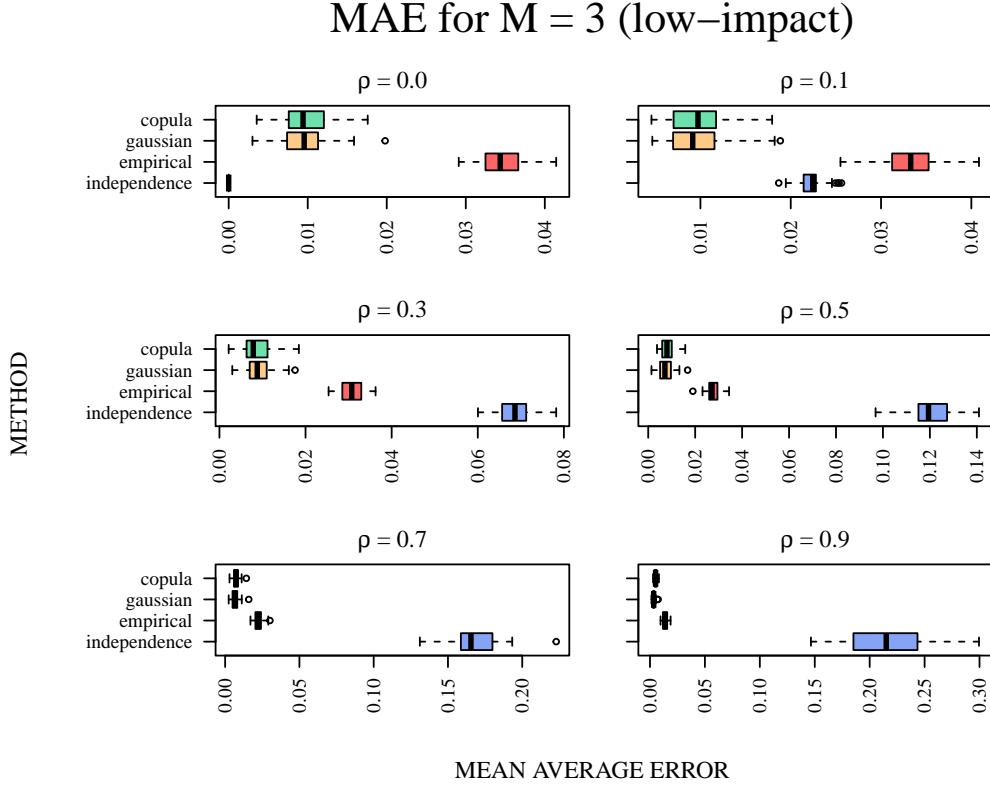 MAE for M = 3 (low−impact)
ρ = 0.0
copula
gaussian
empirical
independence
0.00
0.01
0.02
0.03
0.04
ρ = 0.1
0.01
0.02
0.03
0.04
METHOD
ρ = 0.3
copula
gaussian
empirical
independence
0.00
0.02
0.04
0.06
0.08
ρ = 0.5
0.00
0.02
0.04
0.06
0.08
0.10
0.12
0.14
ρ = 0.7
copula
gaussian
empirical
independence
0.00
0.05
0.10
0.15
0.20
ρ = 0.9
0.00
0.05
0.10
0.15
0.20
0.25
0.30
MEAN AVERAGE ERROR